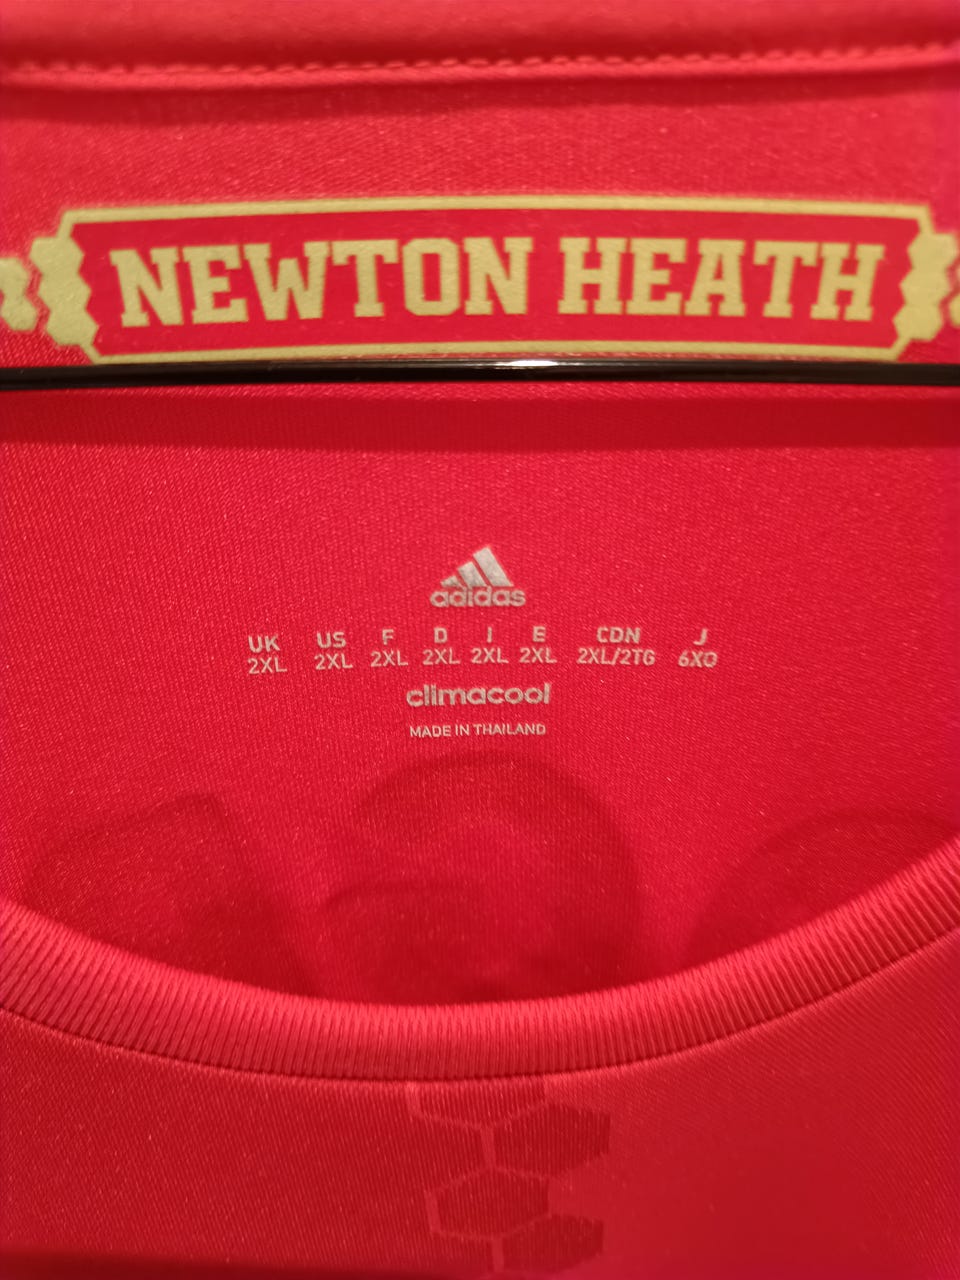 NEWTON HEATH
adidas
UK US F D I E CDN J
2XL 2XL 2XL 2XL 2XL 2XL 2XL/2TG 6XO
climacool
MADE IN THAILAND